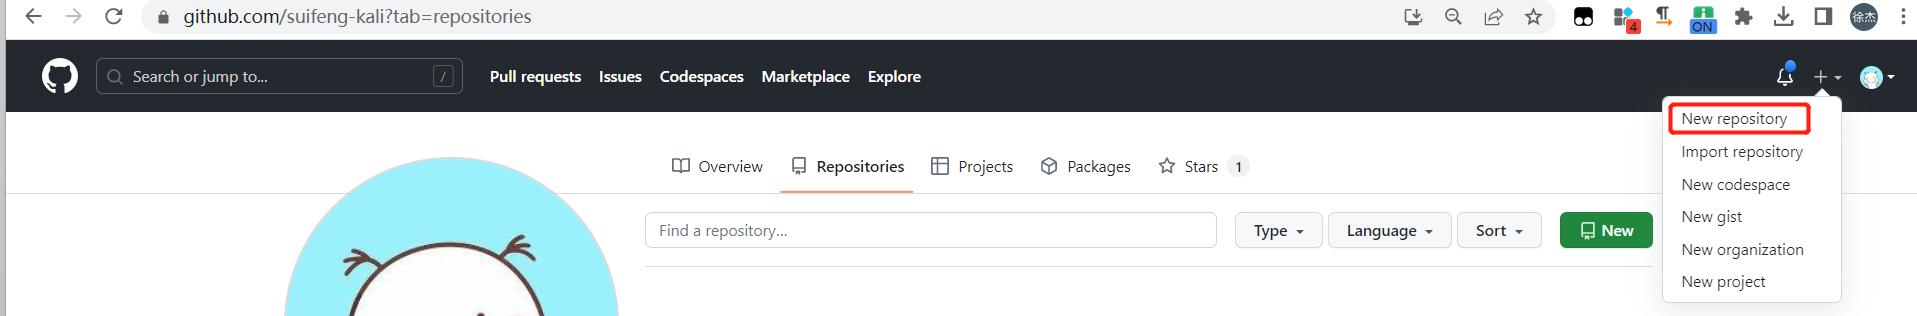 github.com/suifeng-kali?tab=repositories
4
ON
徐杰
Search or jump to...
/
Pull requests
Issues
Codespaces
Marketplace
Explore
New repository
Import repository
New codespace
New gist
New organization
New project
Overview
Repositories
Projects
Packages
Stars 1
Find a repository...
Type
Language
Sort
New